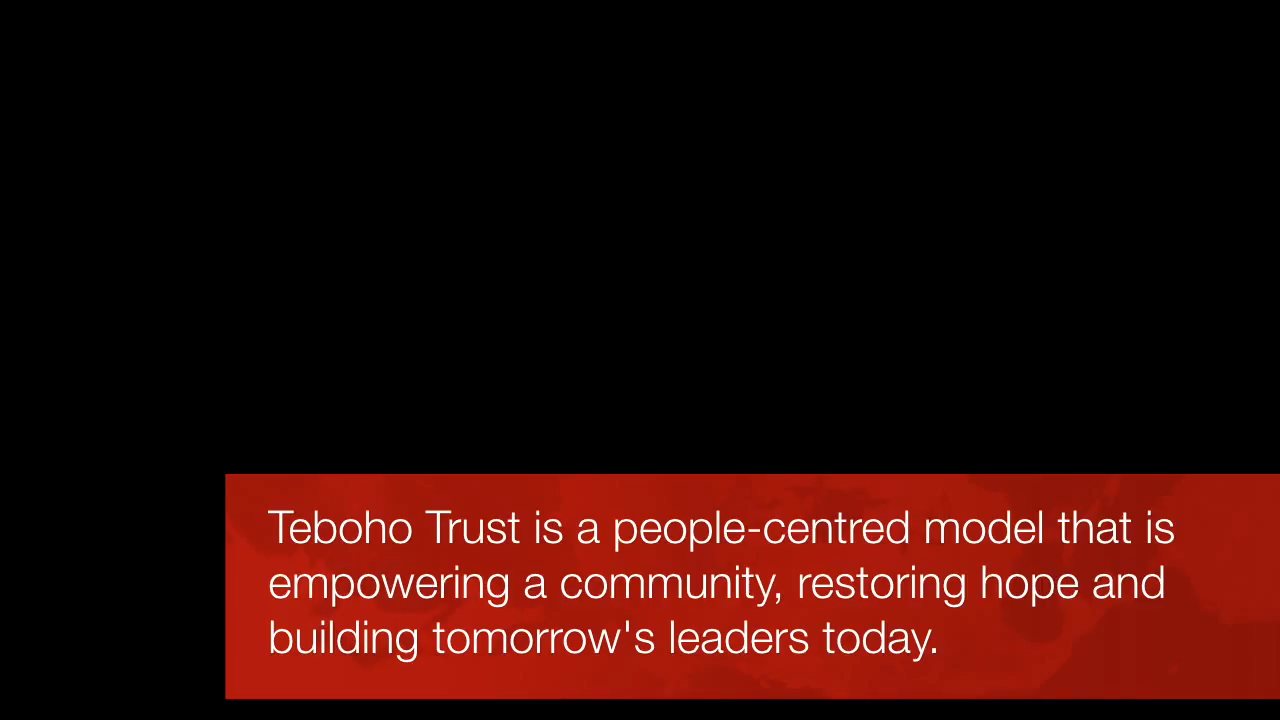 Teboho Trust is a people-centred model that is
empowering a community, restoring hope and
building tomorrow's leaders today.